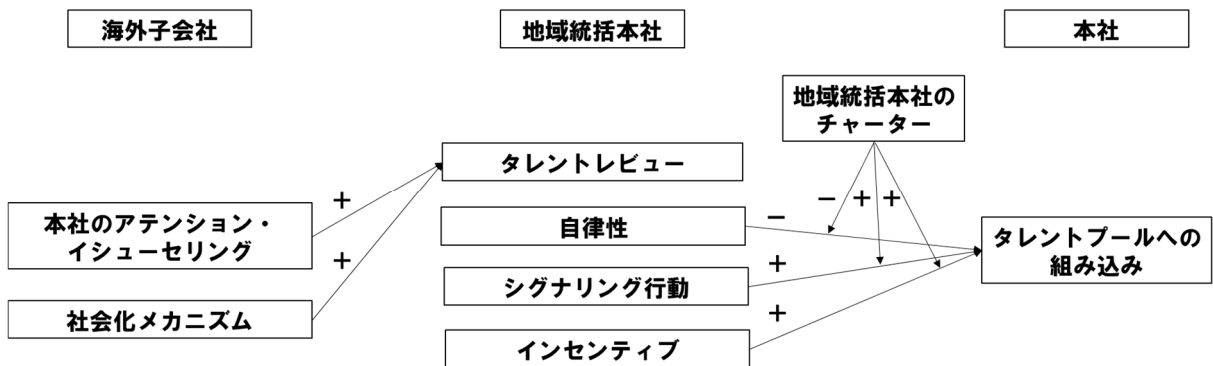 海外子会社
地域統括本社
本社
地域統括本社の
チャーター
タレントレビュー
+
本社のアテンション・
イシューセリング
+
社会化メカニズム
− + +
自律性
−
シグナリング行動
+
インセンティブ
+
タレントプールへの
組み込み